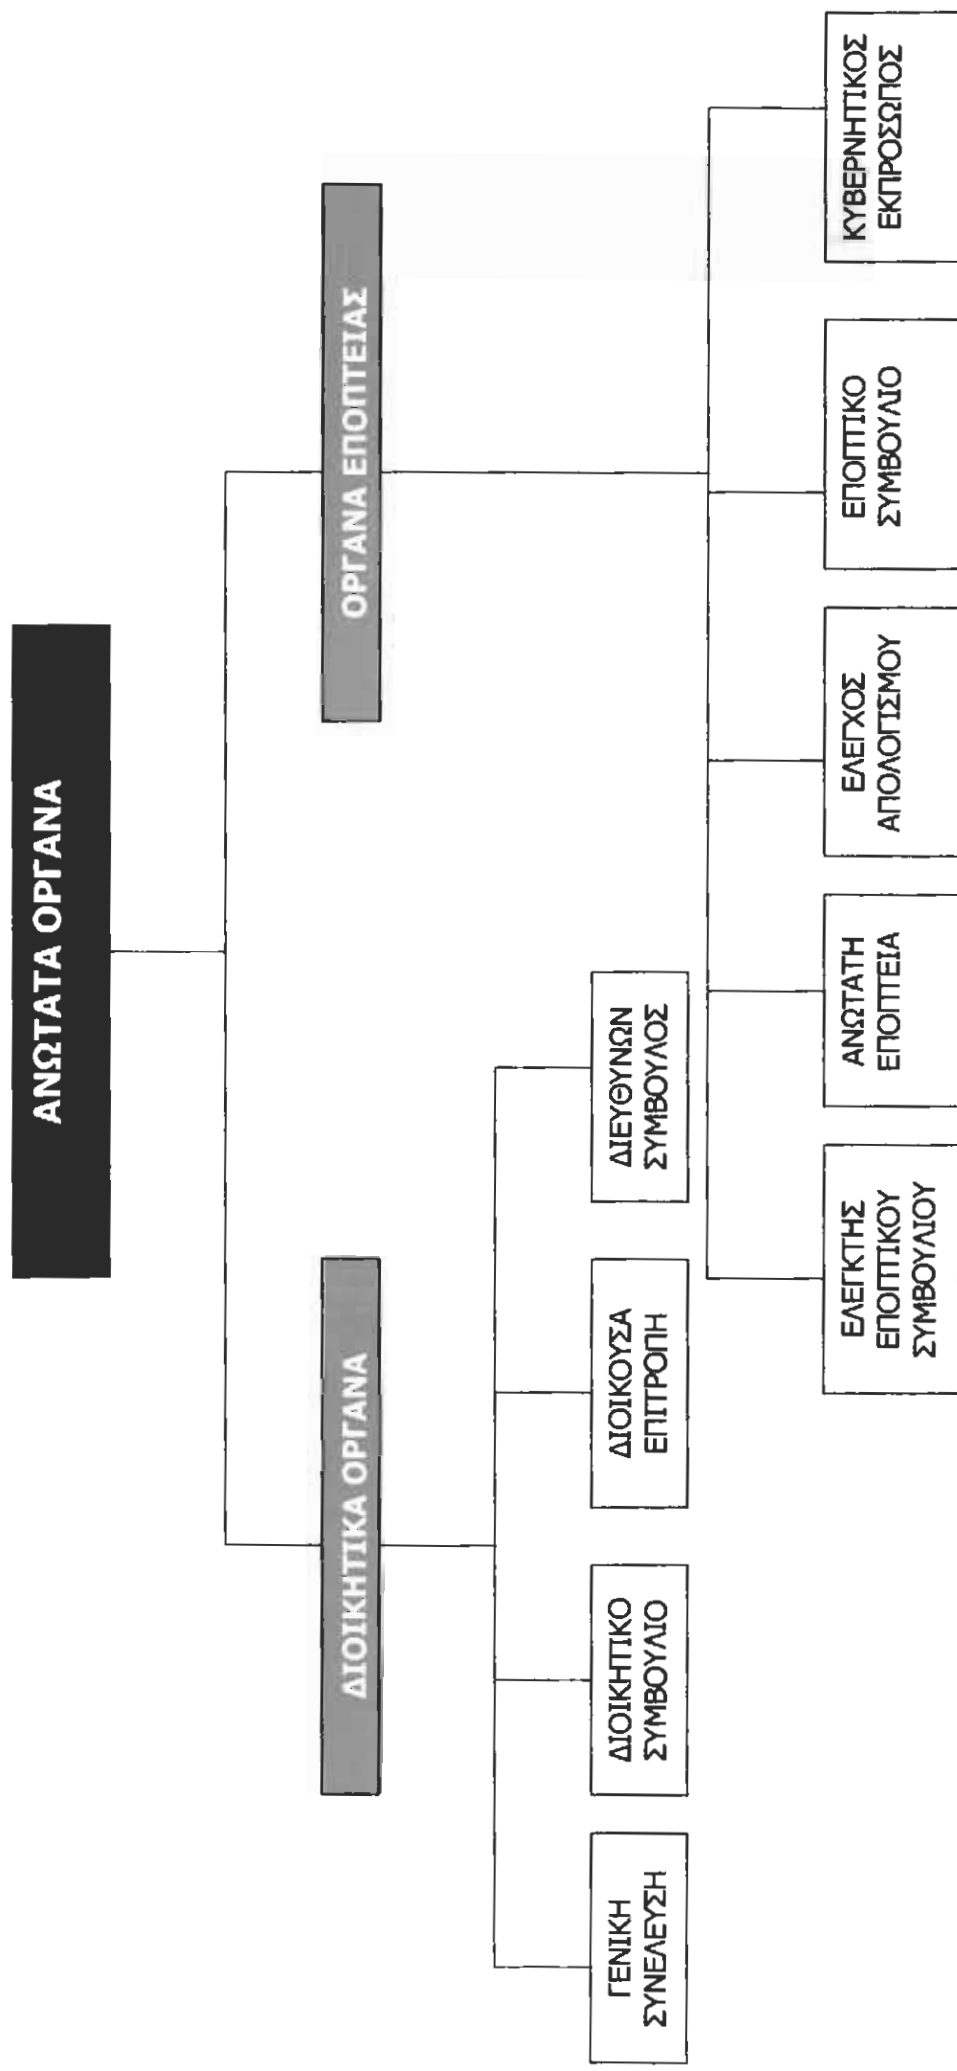 ΑΝΩΤΑΤΑ ΟΡΓΑΝΑ
ΔΙΟΙΚΗΤΙΚΑ ΟΡΓΑΝΑ
ΟΡΓΑΝΑ ΕΠΟΠΤΕΙΑΣ
ΓΕΝΙΚΗ
ΣΥΝΕΛΕΥΣΗ
ΔΙΟΙΚΗΤΙΚΟ
ΣΥΜΒΟΥΛΙΟ
ΔΙΟΙΚΟΥΣΑ
ΕΠΙΤΡΟΠΗ
ΔΙΕΥΘΥΝΩΝ
ΣΥΜΒΟΥΛΟΣ
ΕΛΕΓΚΤΗΣ
ΕΠΟΠΤΙΚΟΥ
ΣΥΜΒΟΥΛΙΟΥ
ΑΝΩΤΑΤΗ
ΕΠΟΠΤΕΙΑ
ΕΛΕΓΧΟΣ
ΑΠΟΛΟΓΙΣΜΟΥ
ΕΠΟΠΤΙΚΟ
ΣΥΜΒΟΥΛΙΟ
ΚΥΒΕΡΝΗΤΙΚΟΣ
ΕΚΠΡΟΣΩΠΟΣ